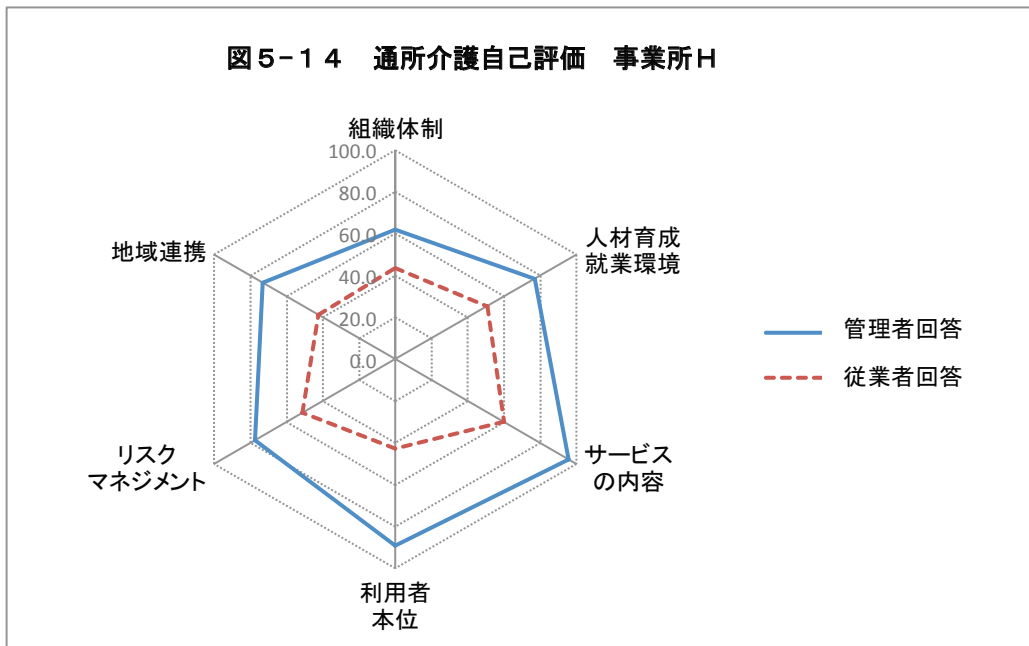 図5-14 通所介護自己評価 事業所H
組織体制
100.0
80.0
60.0
40.0
20.0
0.0
人材育成
就業環境
サービス
の内容
利用者
本位
リスク
マネジメント
地域連携
管理者回答
従業者回答